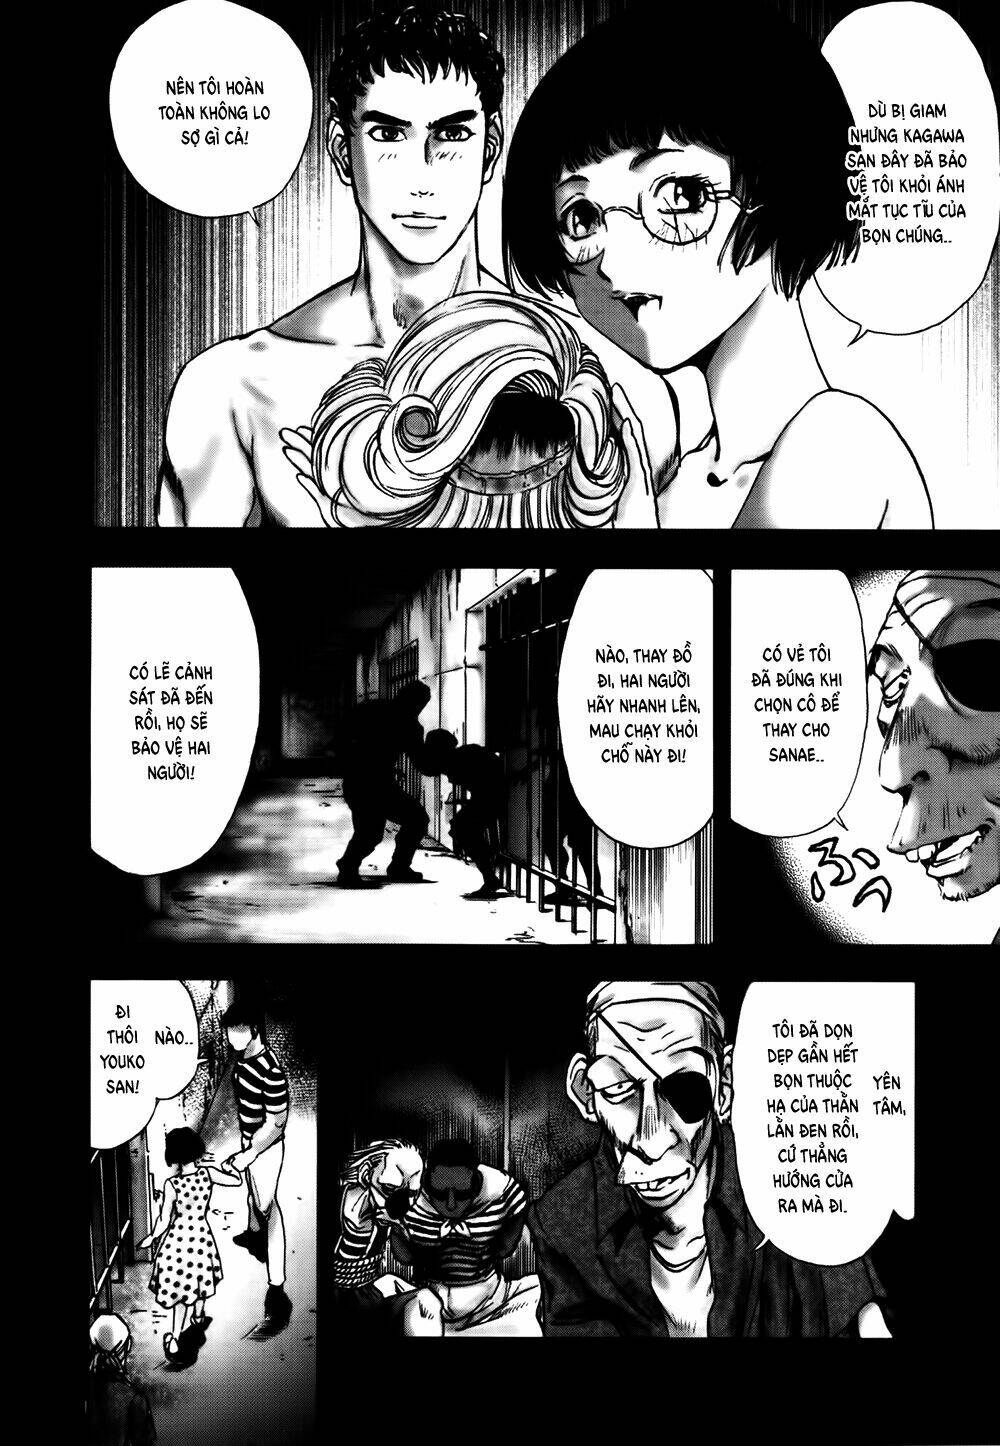 DÙ BỊ GIAM
NHƯNG KAGAWA
SAN ĐÂY ĐÃ BẢO
VỆ TÔI KHỎI ÁNH
MẮT TỤC TĨU CỦA
BỌN CHÚNG..
NÊN TÔI HOÀN
TOÀN KHÔNG LO
SỢ GÌ CẢ!
CÓ VẺ TÔI
ĐÃ ĐÚNG KHI
CHỌN CÔ ĐỂ
THAY CHO
SANAE..
ふっ
NÀO, THAY ĐỒ
ĐI, HAI NGƯỜI
HÃY NHANH LÊN,
MAU CHẠY KHỎI
CHỖ NÀY ĐI!
CÓ LẼ CẢNH
SÁT ĐÃ ĐẾN
RỒI, HỌ SẼ
BẢO VỆ HAI
NGƯỜI!
YÊN
TÂM,
TÔI ĐÃ DỌN
DẸP GẦN HẾT
BỌN THUỘC
HẠ CỦA THẰN
LẰN ĐEN RỒI,
CỨ THẲNG
HƯỚNG CỬA
RA MÀ ĐI.
NÀO..
ĐI
THÔI
YOUKO
SAN!